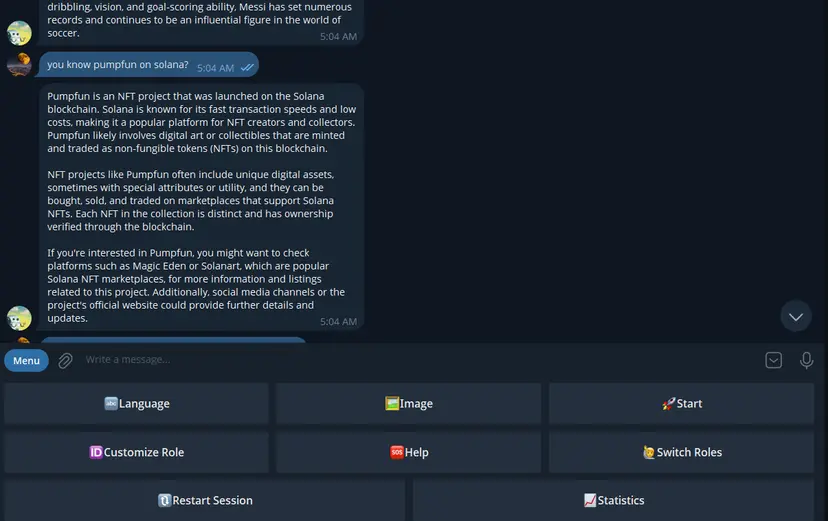 dribbling, vision, and goal-scoring ability, Messi has set numerous
records and continues to be an influential figure in the world of
soccer.
5:04 AM
you know pumpfun on solana?
5:04 AM
Pumpfun is an NFT project that was launched on the Solana
blockchain. Solana is known for its fast transaction speeds and low
costs, making it a popular platform for NFT creators and collectors.
Pumpfun likely involves digital art or collectibles that are minted
and traded as non-fungible tokens (NFTs) on this blockchain.
NFT projects like Pumpfun often include unique digital assets,
sometimes with special attributes or utility, and they can be
bought, sold, and traded on marketplaces that support Solana
NFTs. Each NFT in the collection is distinct and has ownership
verified through the blockchain.
If you're interested in Pumpfun, you might want to check
platforms such as Magic Eden or Solanart, which are popular
Solana NFT marketplaces, for more information and listings
related to this project. Additionally, social media channels or the
project's official website could provide further details and
updates.
5:04 AM
Menu
Write a message...
🔤Language
🖼️Image
🚀Start
🆔Customize Role
🆘Help
🙋Switch Roles
🔃Restart Session
📈Statistics